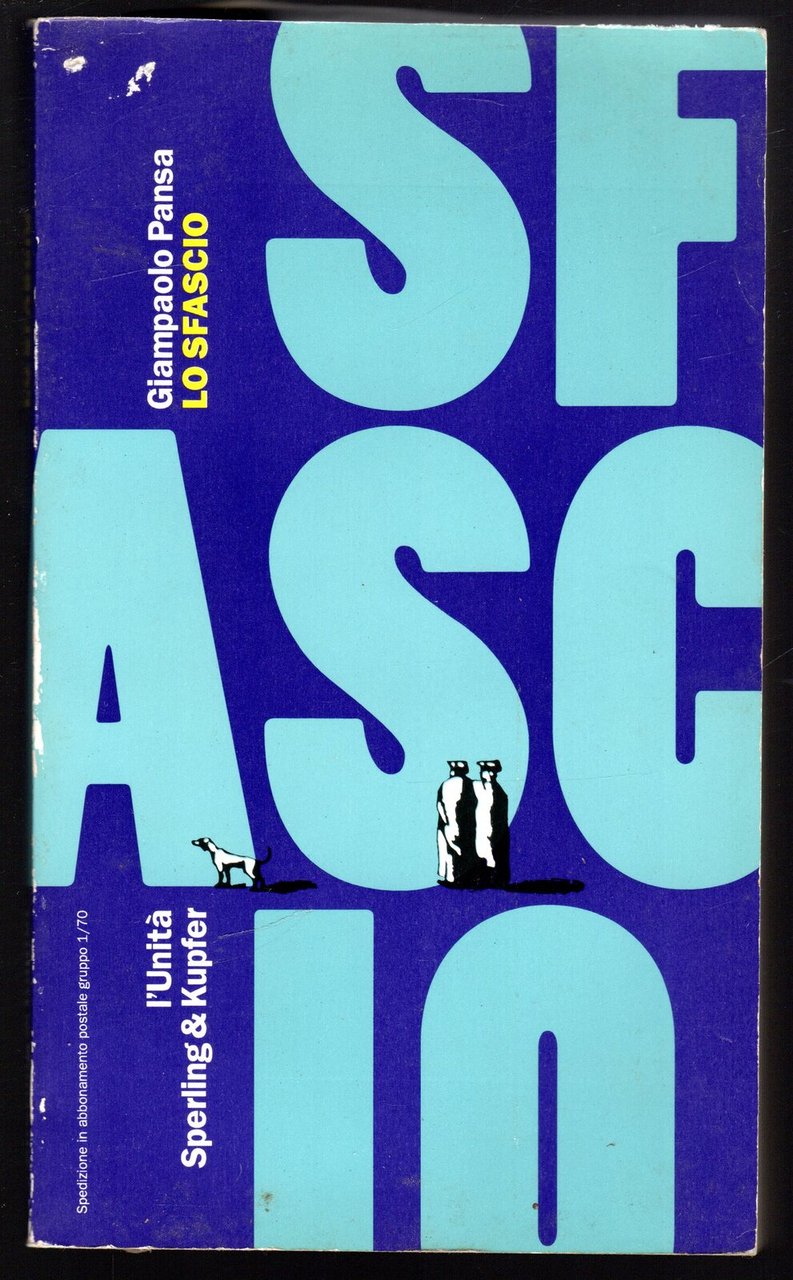 Giampaolo Pansa
LO SFASCIO
SF
ASC
IO
l'Unità
Sperling & Kupfer
Spedizione in abbonamento postale gruppo 1/70